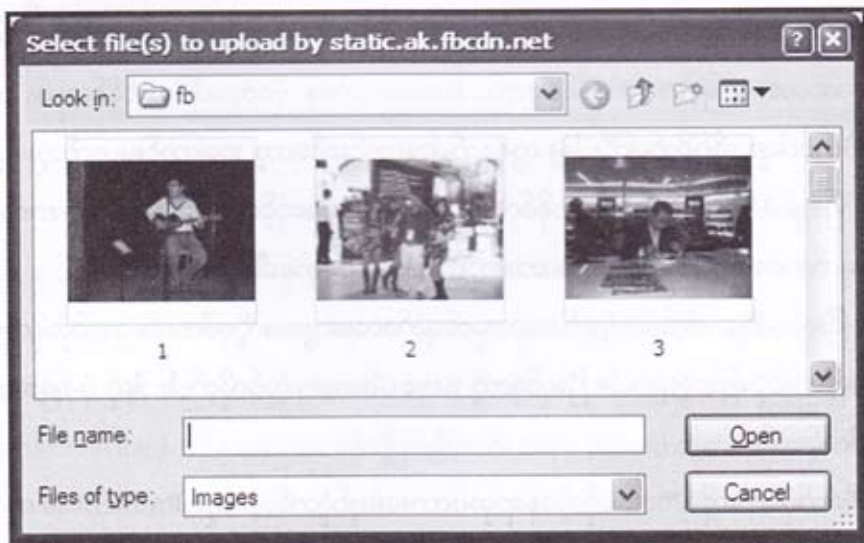 Select file(s) to upload by static.ak.fbcdn.net
Look in: fb
1 2 3
File name: Open
Files of type: Images Cancel